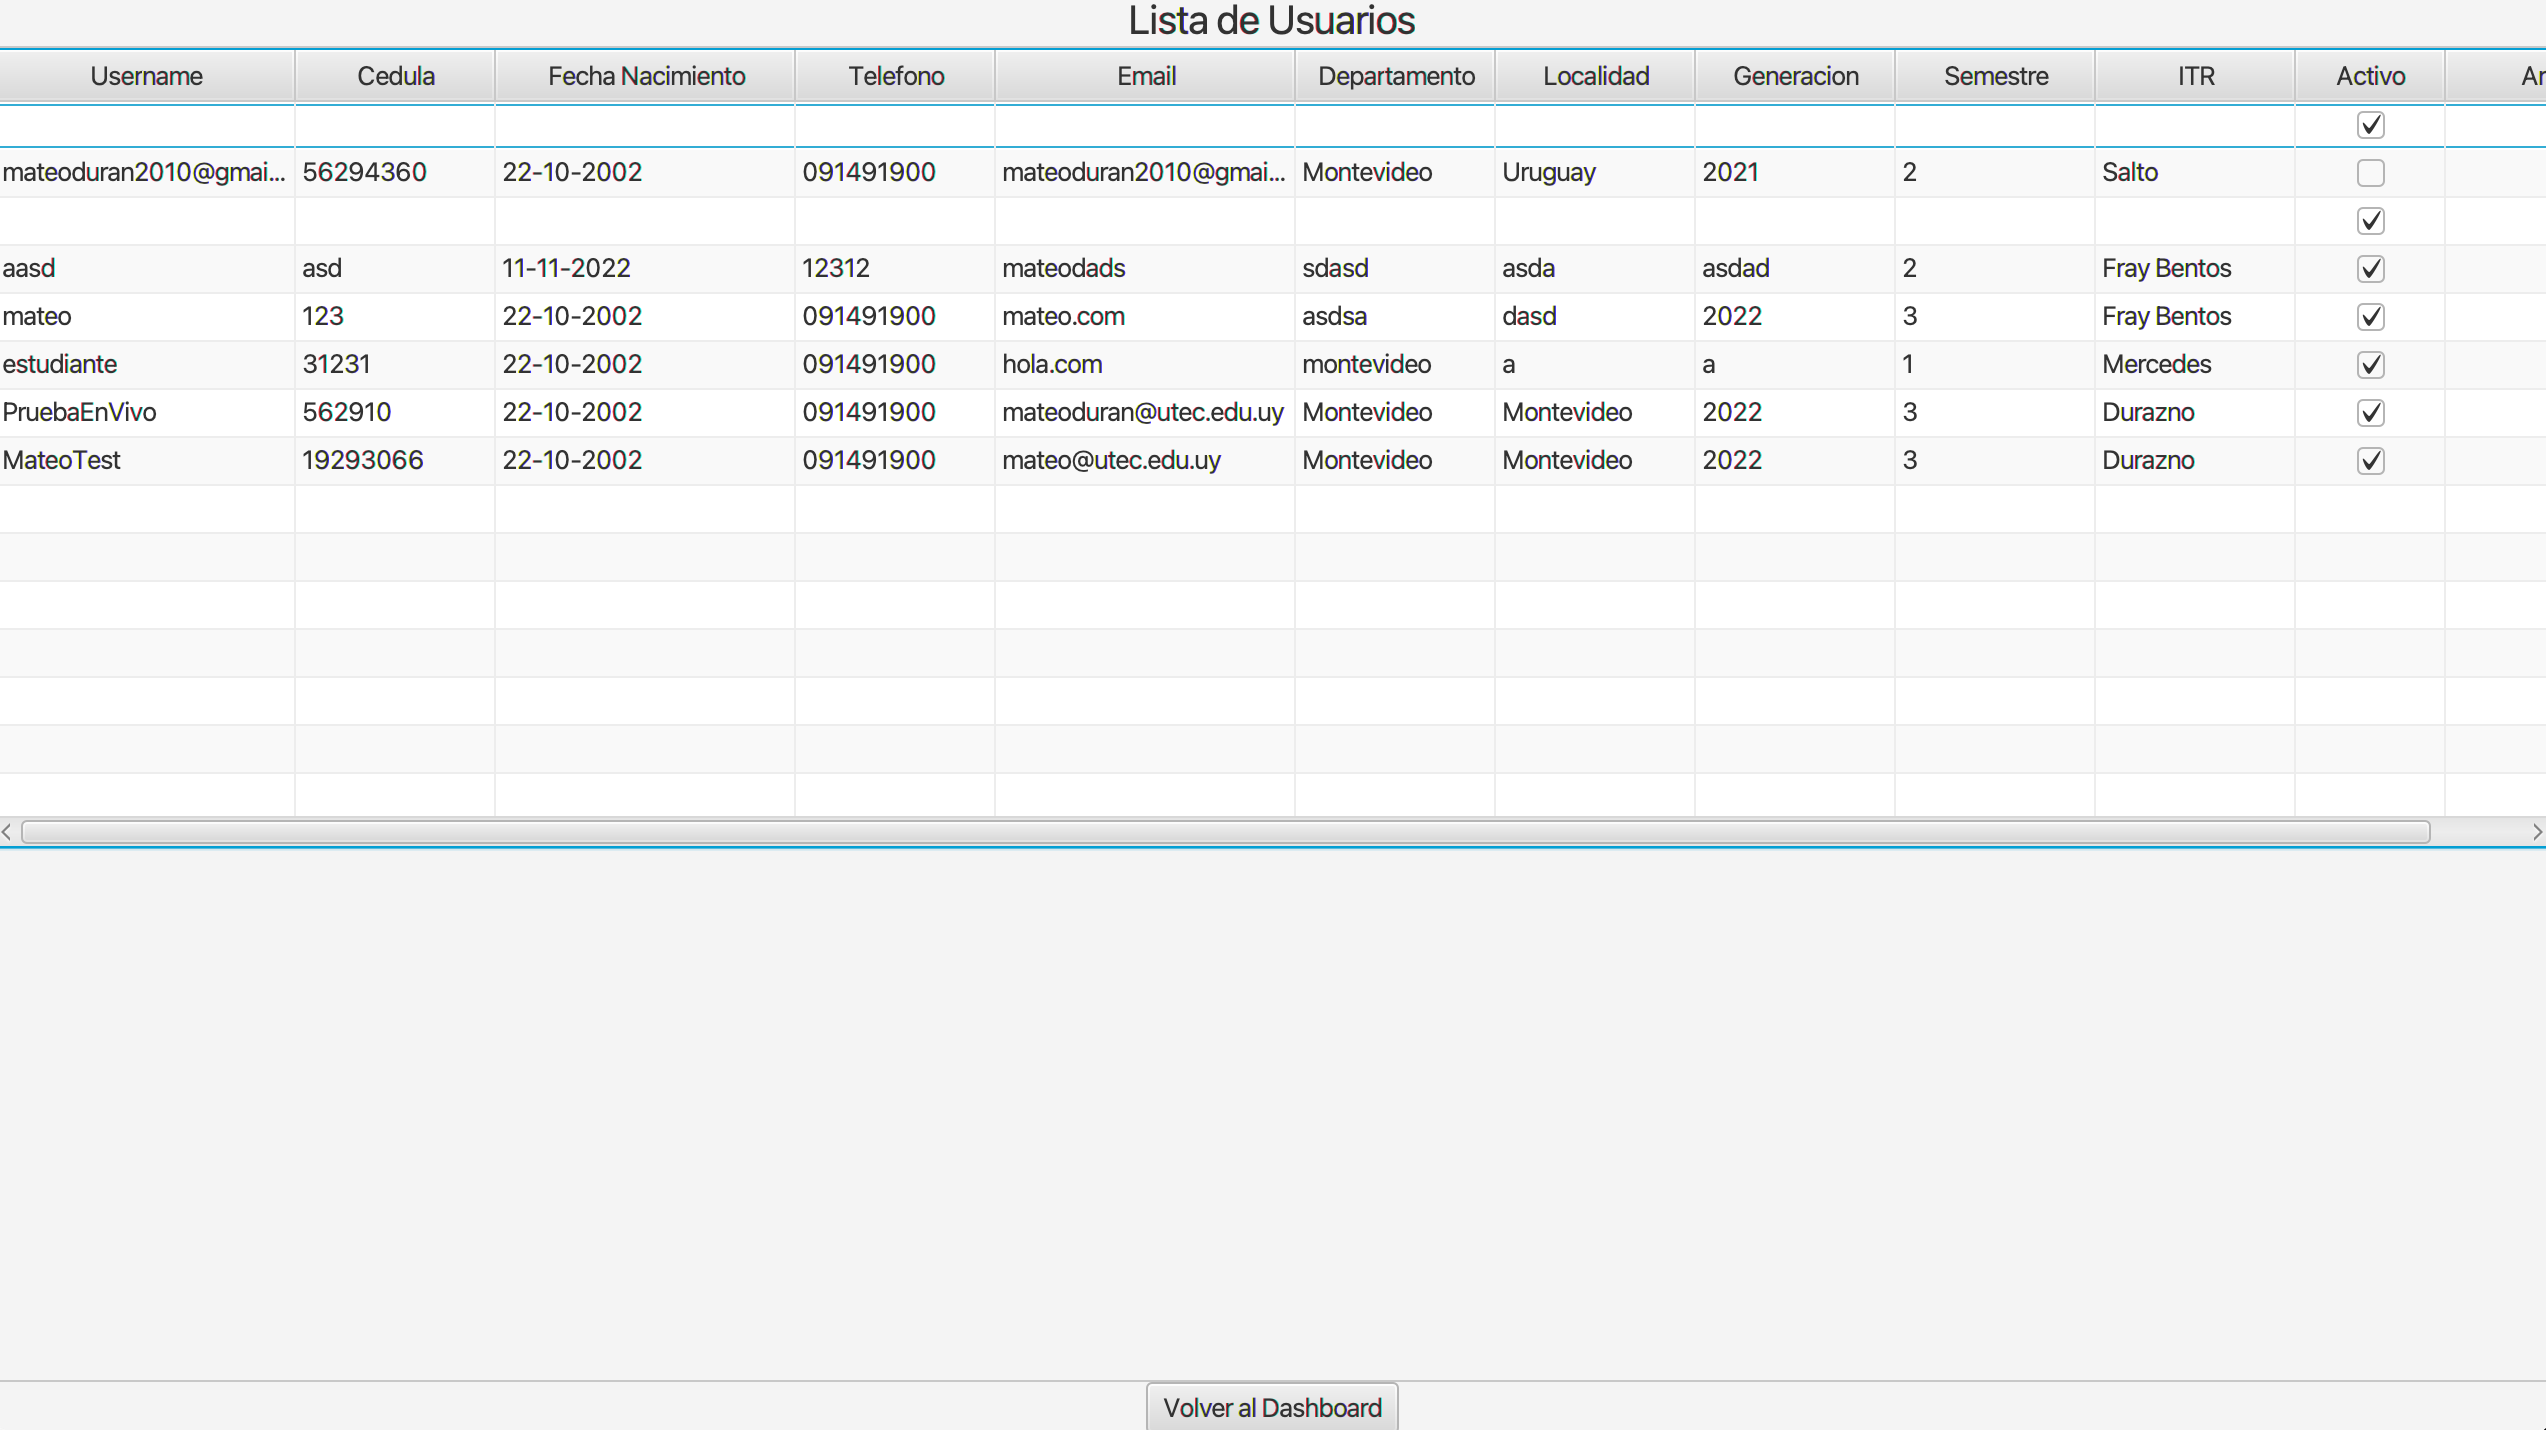 Lista de Usuarios
Username Cedula Fecha Nacimiento Telefono Email Departamento Localidad Generacion Semestre ITR Activo
mateoduran2010@gmai... 56294360 22-10-2002 091491900 mateoduran2010@gmai... Montevideo Uruguay 2021 2 Salto
aasd asd 11-11-2022 12312 mateodads sdasd asda asdad 2 Fray Bentos
mateo 123 22-10-2002 091491900 mateo.com asdsa dasd 2022 3 Fray Bentos
estudiante 31231 22-10-2002 091491900 hola.com montevideo a a 1 Mercedes
PruebaEnVivo 562910 22-10-2002 091491900 mateoduran@utec.edu.uy Montevideo Montevideo 2022 3 Durazno
MateoTest 19293066 22-10-2002 091491900 mateo@utec.edu.uy Montevideo Montevideo 2022 3 Durazno
Volver al Dashboard